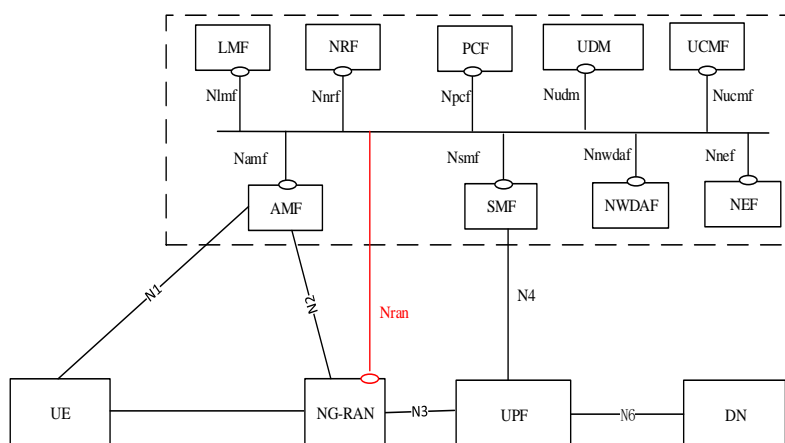 LMF
NRF
PCF
UDM
UCMF
Nlmf
Nnrf
Npcf
Nudm
Nucmf
Namf
Nsmf
Nnwdaf
Nnef
AMF
SMF
NWDAF
NEF
N1
N2
Nran
N4
UE
NG-RAN
N3
UPF
N6
DN